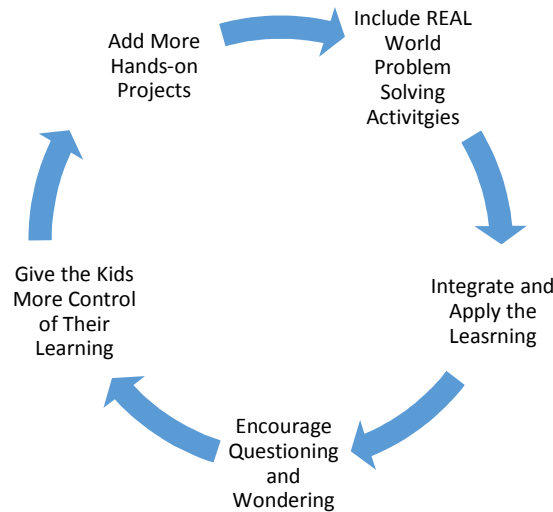 Add More
Hands-on
Projects
Include REAL
World
Problem
Solving
Activitgies
Integrate and
Apply the
Leasrning
Encourage
Questioning
and
Wondering
Give the Kids
More Control
of Their
Learning